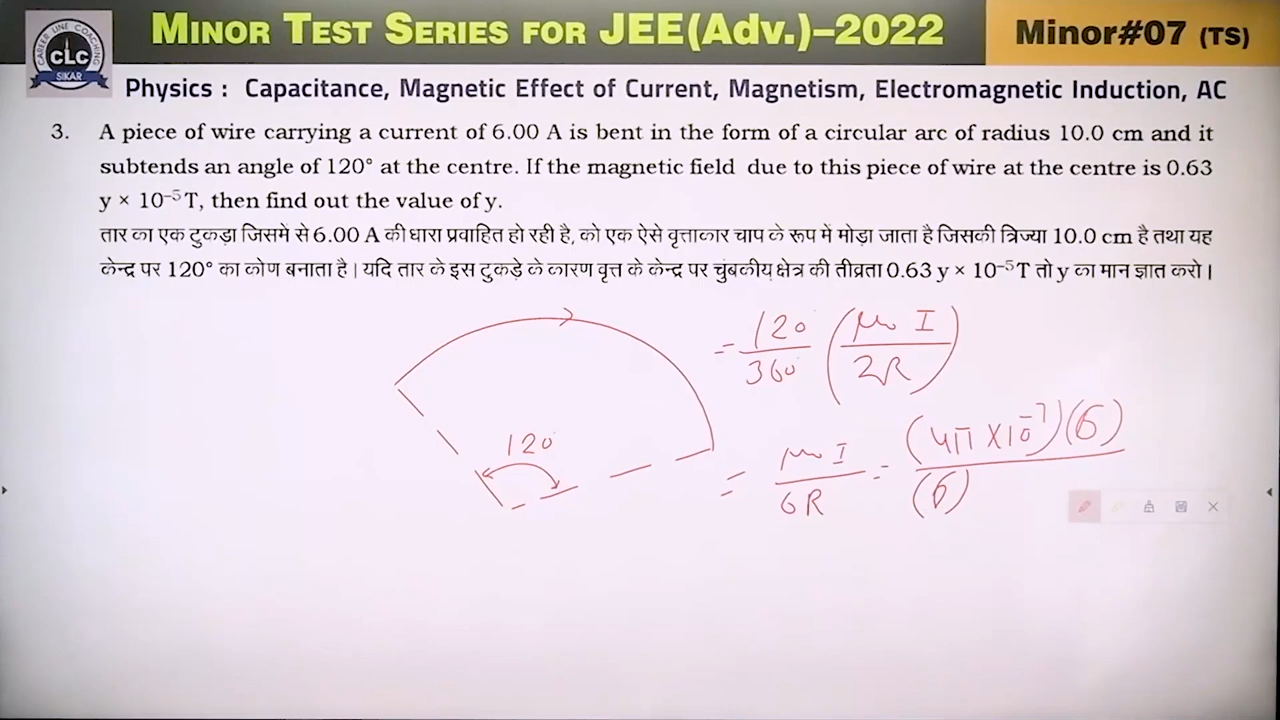 CAREER LINE COACHING
CLC
SIKAR
MINOR TEST SERIES FOR JEE(Adv.)–2022
Minor#07 (TS)
Physics : Capacitance, Magnetic Effect of Current, Magnetism, Electromagnetic Induction, AC
3. A piece of wire carrying a current of 6.00 A is bent in the form of a circular arc of radius 10.0 cm and it
subtends an angle of 120° at the centre. If the magnetic field due to this piece of wire at the centre is 0.63
y × 10⁻⁵T, then find out the value of y.
तार का एक टुकड़ा जिसमे से 6.00 A की धारा प्रवाहित हो रही है, को एक ऐसे वृत्ताकार चाप के रूप में मोड़ा जाता है जिसकी त्रिज्या 10.0 cm है तथा यह
केन्द्र पर 120° का कोण बनाता है। यदि तार के इस टुकड़े के कारण वृत्त के केन्द्र पर चुंबकीय क्षेत्र की तीव्रता 0.63 y × 10⁻⁵T तो y का मान ज्ञात करो।
= 120/360 (μ₀ I / 2R)
120°
= μ₀ I / 6R = (4π × 10⁻⁷)(6) / (6)